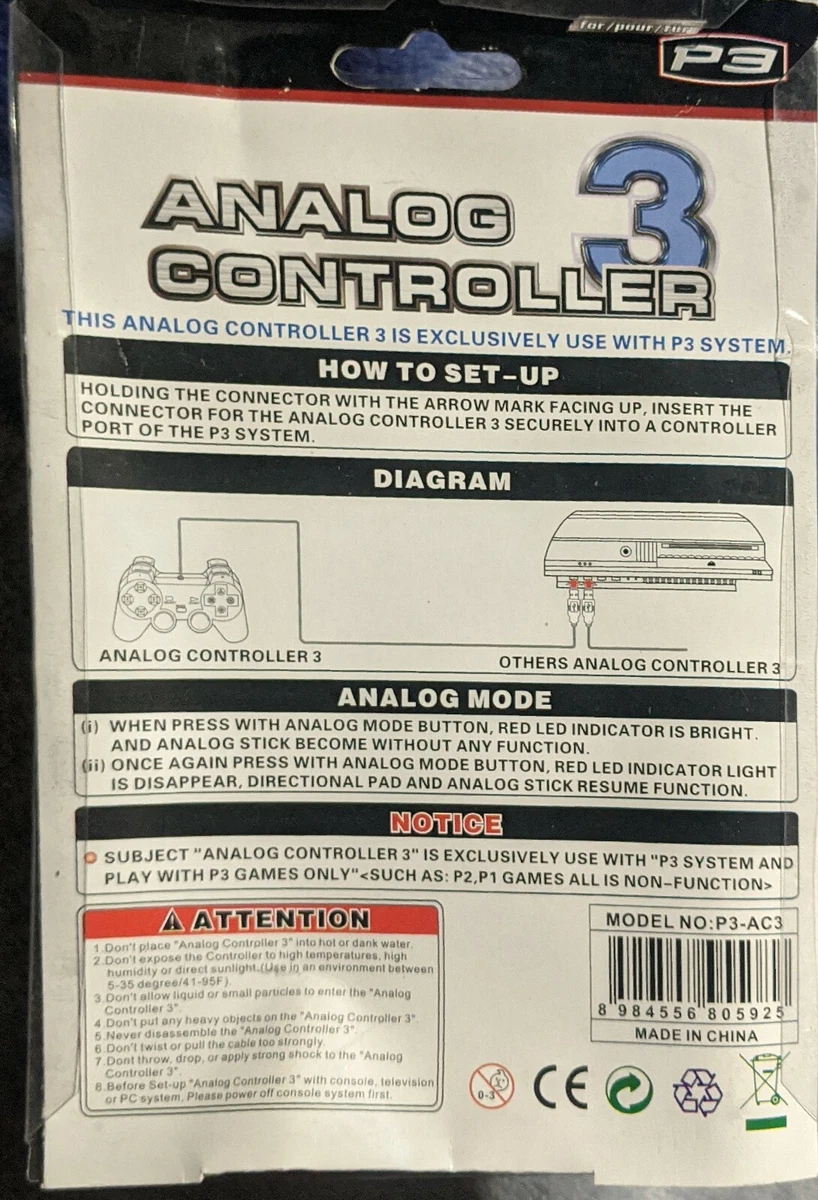 for/pour/für
P3
ANALOG 3
CONTROLLER
THIS ANALOG CONTROLLER 3 IS EXCLUSIVELY USE WITH P3 SYSTEM.
HOW TO SET-UP
HOLDING THE CONNECTOR WITH THE ARROW MARK FACING UP, INSERT THE
CONNECTOR FOR THE ANALOG CONTROLLER 3 SECURELY INTO A CONTROLLER
PORT OF THE P3 SYSTEM.
DIAGRAM
ANALOG CONTROLLER 3
OTHERS ANALOG CONTROLLER 3
ANALOG MODE
(i) WHEN PRESS WITH ANALOG MODE BUTTON, RED LED INDICATOR IS BRIGHT.
AND ANALOG STICK BECOME WITHOUT ANY FUNCTION.
(ii) ONCE AGAIN PRESS WITH ANALOG MODE BUTTON, RED LED INDICATOR LIGHT
IS DISAPPEAR, DIRECTIONAL PAD AND ANALOG STICK RESUME FUNCTION.
NOTICE
SUBJECT "ANALOG CONTROLLER 3" IS EXCLUSIVELY USE WITH "P3 SYSTEM AND
PLAY WITH P3 GAMES ONLY"<SUCH AS: P2,P1 GAMES ALL IS NON-FUNCTION>
ATTENTION
1.Don't place "Analog Controller 3" into hot or dank water.
2.Don't expose the Controller to high temperatures, high
humidity or direct sunlight.(Use in an environment between
5-35 degree/41-95F).
3.Don't allow liquid or small particles to enter the "Analog
Controller 3".
4.Don't put any heavy objects on the "Analog Controller 3".
5.Never disassemble the "Analog Controller 3".
6.Don't twist or pull the cable too strongly.
7.Dont throw, drop, or apply strong shock to the "Analog
Controller 3".
8.Before Set-up "Analog Controller 3" with console, television
or PC system, Please power off console system first.
MODEL NO:P3-AC3
8 984556 805925
MADE IN CHINA
0-3
CE